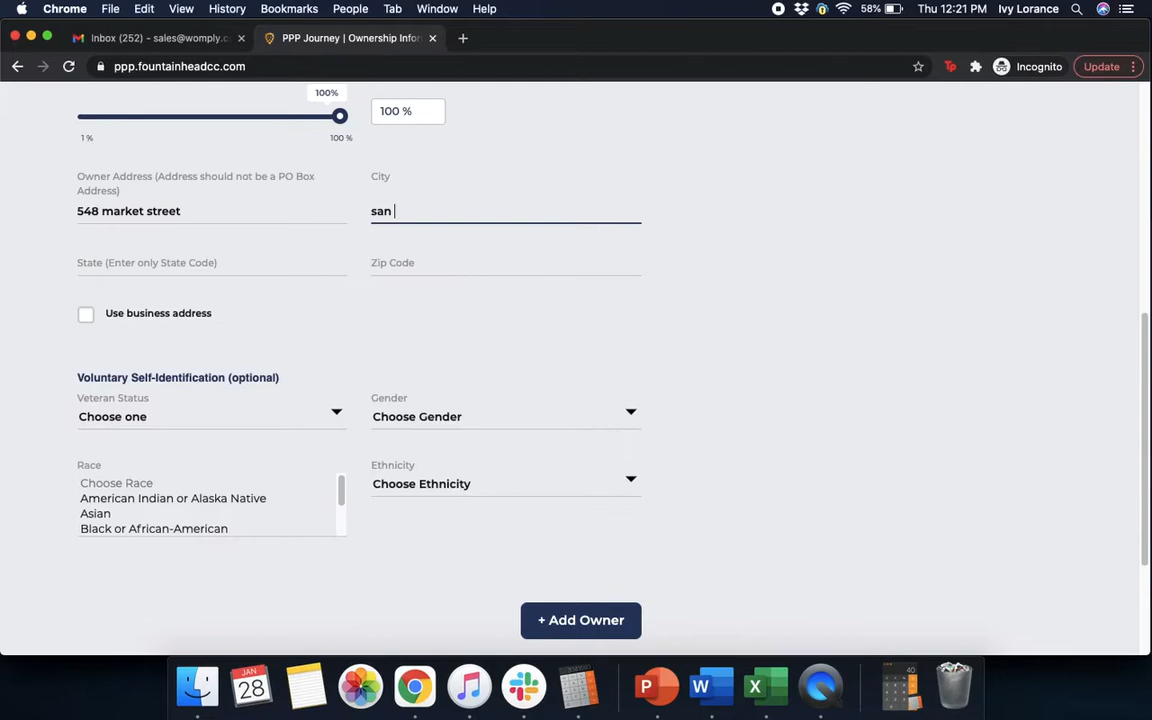 Chrome File Edit View History Bookmarks People Tab Window Help 58% Thu 12:21 PM Ivy Lorance
Inbox (252) - sales@womply.c PPP Journey | Ownership Infor
ppp.fountainheadcc.com Incognito Update
100%
100 %
1 % 100 %
Owner Address (Address should not be a PO Box
Address)
City
548 market street
san
State (Enter only State Code) Zip Code
Use business address
Voluntary Self-Identification (optional)
Veteran Status Gender
Choose one Choose Gender
Race Ethnicity
Choose Race Choose Ethnicity
American Indian or Alaska Native
Asian
Black or African-American
+ Add Owner
JAN
28
40